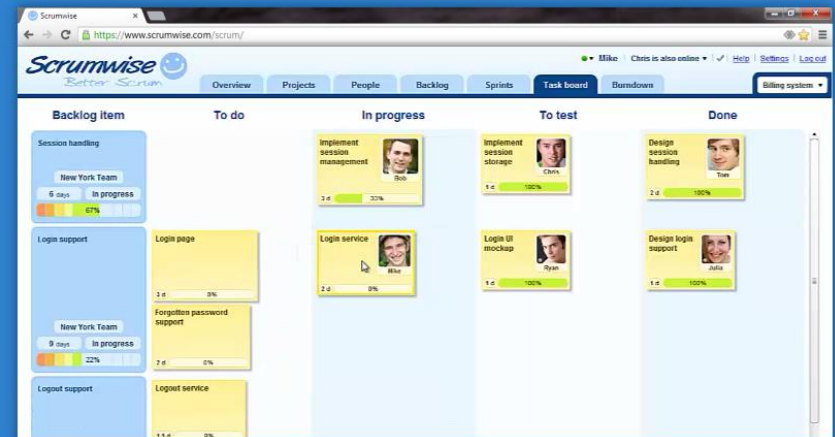 Scrumwise
https://www.scrumwise.com/scrum/
Scrumwise
Better Scrum
Mike
Chris is also online
Help
Settings
Log out
Overview
Projects
People
Backlog
Sprints
Task board
Burndown
Billing system
Backlog item
To do
In progress
To test
Done
Session handling
New York Team
6 days
In progress
67%
Implement
session
management
Bob
3 d
33%
Implement
session
storage
Chris
1 d
100%
Design
session
handling
Tom
2 d
100%
Login support
New York Team
9 days
In progress
22%
Login page
3 d
0%
Forgotten password
support
2 d
0%
Login service
Mike
2 d
0%
Login UI
mockup
Ryan
1 d
100%
Design login
support
Julia
1 d
100%
Logout support
Logout service
1.5 d
0%